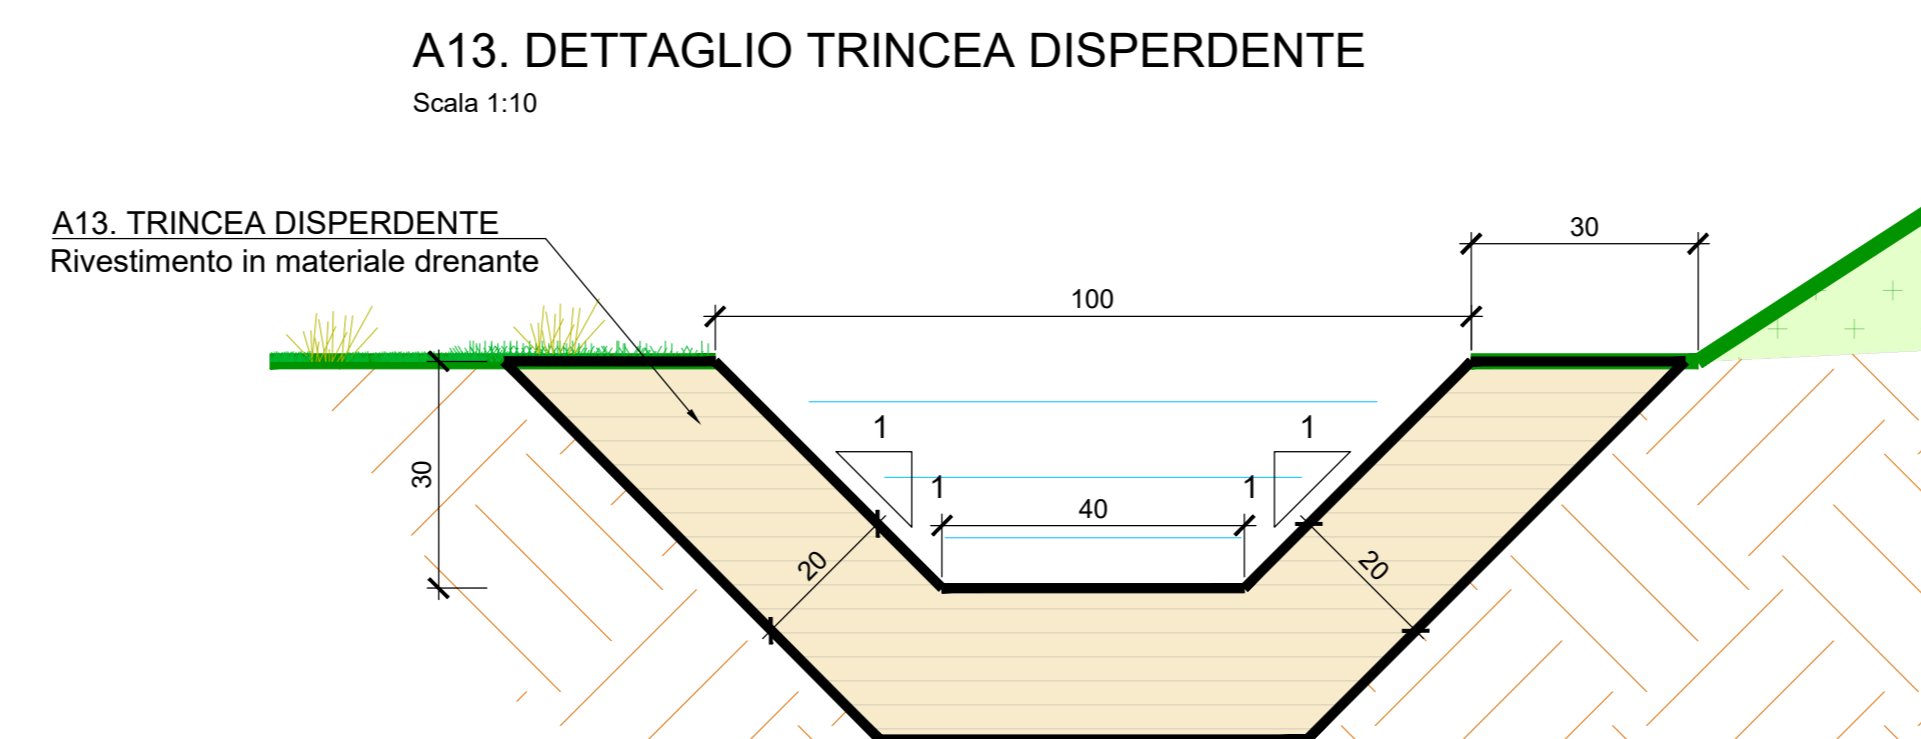 A13. DETTAGLIO TRINCEA DISPERDENTE
Scala 1:10
A13. TRINCEA DISPERDENTE
Rivestimento in materiale drenante
30
100
1
1
30
1
1
40
20
20